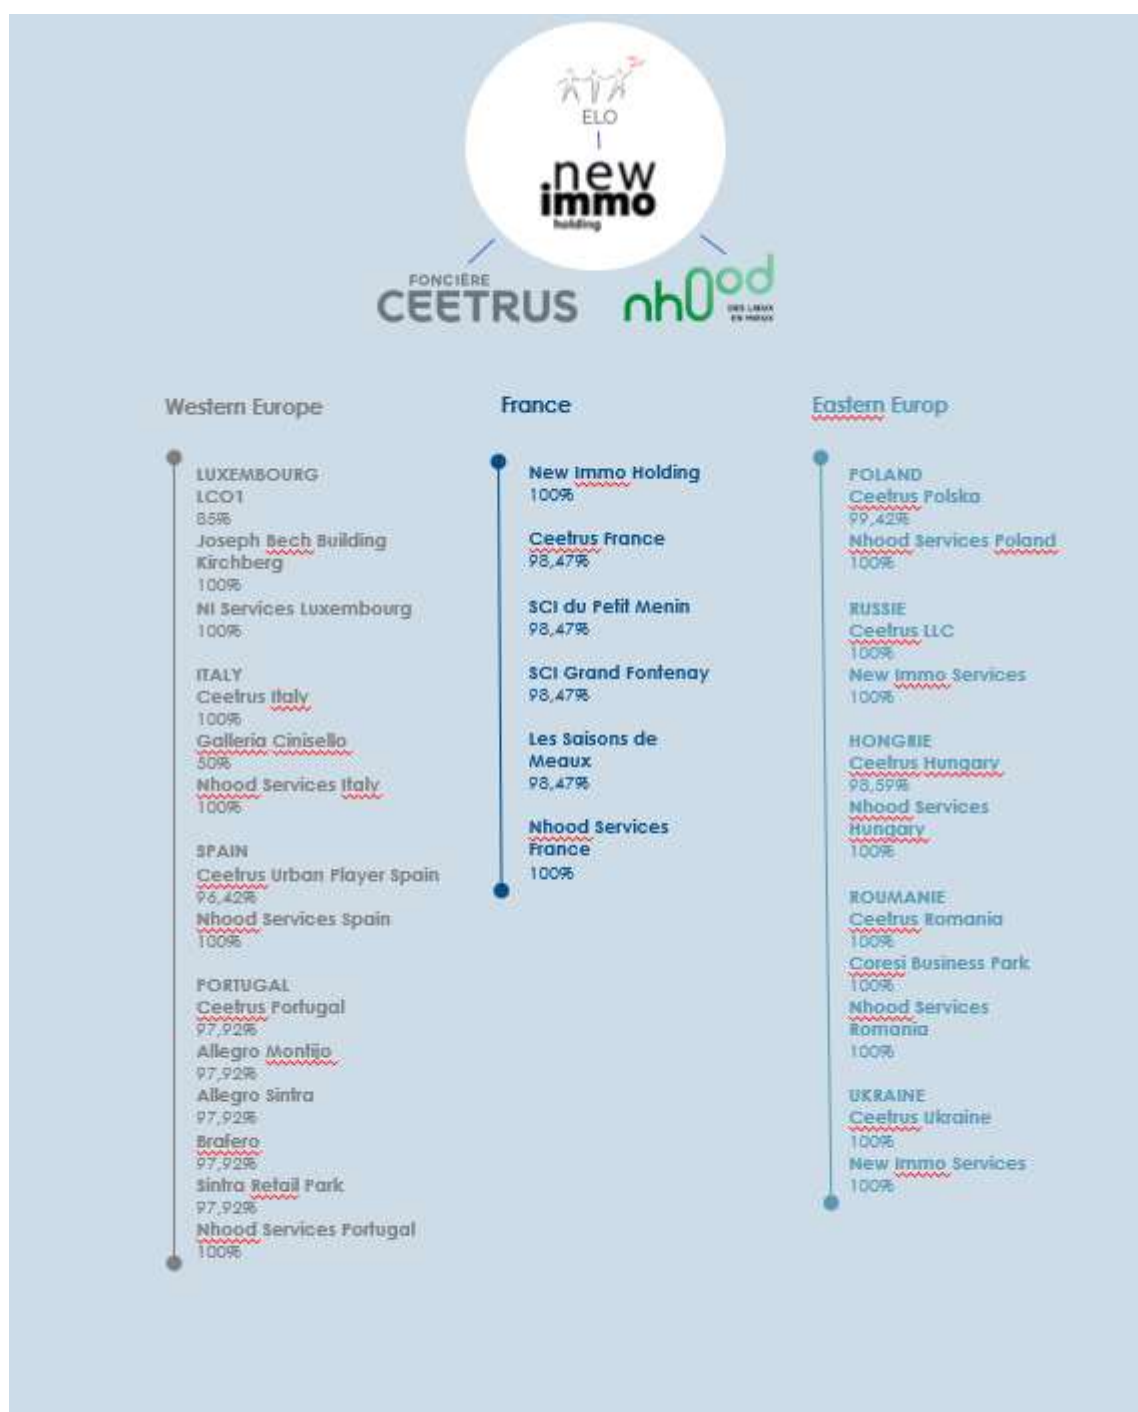 ELO
new
immo
holding
FONCIÈRE
CEETRUS
nhood
DES LIEUX
EN MIEUX
Western Europe
LUXEMBOURG
LCO1
85%
Joseph Bech Building
Kirchberg
100%
NI Services Luxembourg
100%
ITALY
Ceetrus Italy
100%
Galleria Cinisello
50%
Nhood Services Italy
100%
SPAIN
Ceetrus Urban Player Spain
96,42%
Nhood Services Spain
100%
PORTUGAL
Ceetrus Portugal
97,92%
Allegro Montijo
97,92%
Allegro Sintra
97,92%
Brafero
97,92%
Sintra Retail Park
97,92%
Nhood Services Portugal
100%
France
New Immo Holding
100%
Ceetrus France
98,47%
SCI du Petit Menin
98,47%
SCI Grand Fontenay
98,47%
Les Saisons de
Meaux
98,47%
Nhood Services
France
100%
Eastern Europ
POLAND
Ceetrus Polska
99,42%
Nhood Services Poland
100%
RUSSIE
Ceetrus LLC
100%
New Immo Services
100%
HONGRIE
Ceetrus Hungary
98,59%
Nhood Services
Hungary
100%
ROUMANIE
Ceetrus Romania
100%
Coresi Business Park
100%
Nhood Services
Romania
100%
UKRAINE
Ceetrus Ukraine
100%
New Immo Services
100%